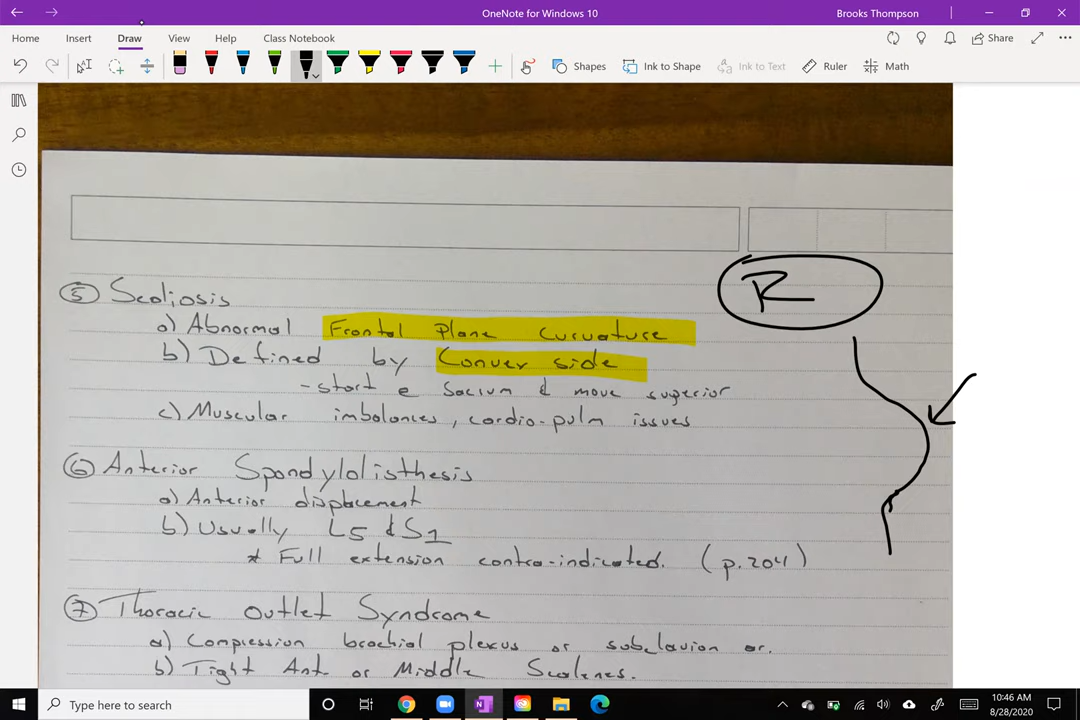 OneNote for Windows 10
Brooks Thompson
Home Insert Draw View Help Class Notebook
Share
Shapes Ink to Shape Ink to Text Ruler Math
R
⑤ Scoliosis
a) Abnormal Frontal Plane Curvature
b) Defined by Convex side
-start @ Sacrum & move superior
c) Muscular imbalances, cardio-pulm issues
⑥ Anterior Spondylolisthesis
a) Anterior displacement
b) Usually L5 & S1
* Full extension contra-indicated. (p.204)
⑦ Thoracic Outlet Syndrome
a) Compression brachial plexus or subclavian ar.
b) Tight Ant or Middle Scalenes.
Type here to search
10:46 AM
8/28/2020